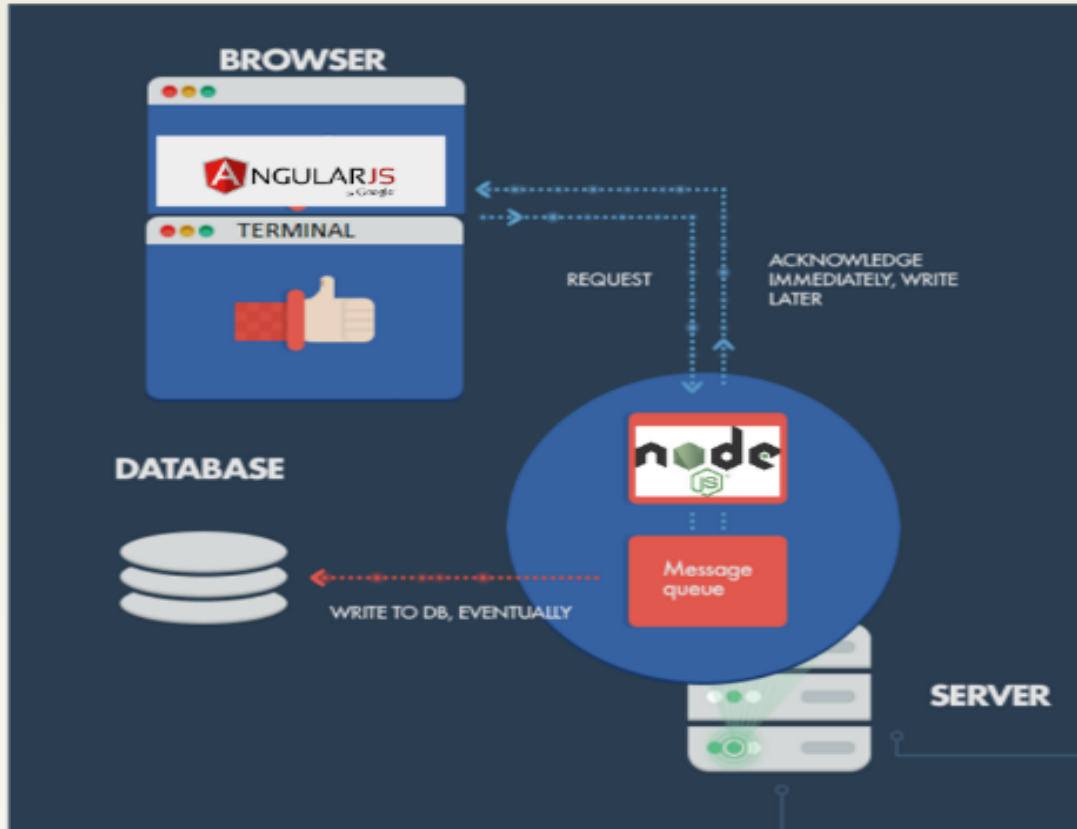 BROWSER
ANGULARJS
by Google
TERMINAL
REQUEST
ACKNOWLEDGE
IMMEDIATELY, WRITE
LATER
node
JS
DATABASE
Message
queue
WRITE TO DB, EVENTUALLY
SERVER